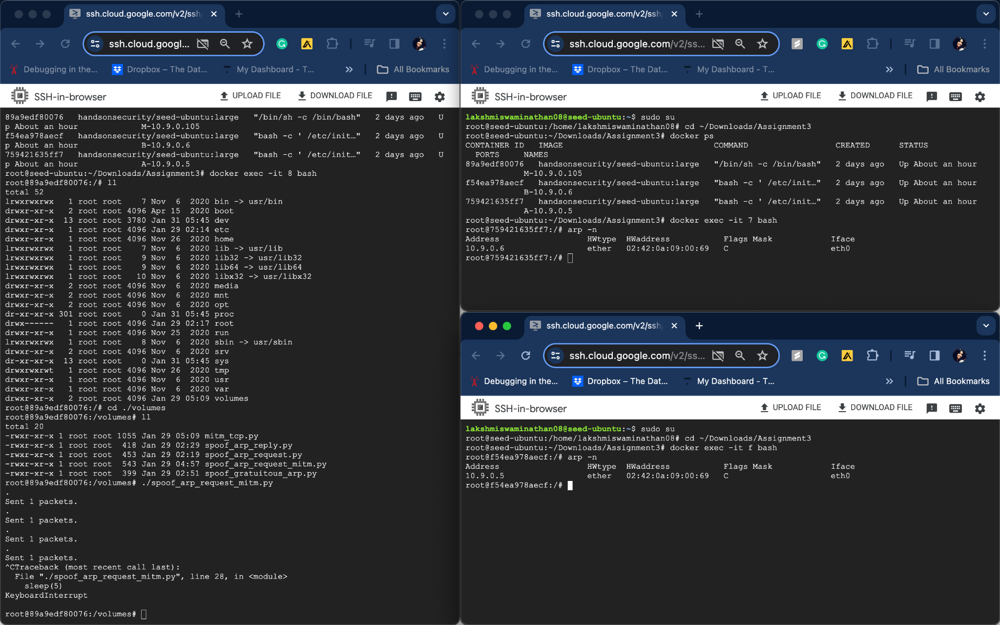 ssh.cloud.google.com/v2/ssh
ssh.cloud.googl...
Debugging in the...
Dropbox – The Dat...
My Dashboard - T...
All Bookmarks
SSH-in-browser
UPLOAD FILE
DOWNLOAD FILE
89a9edf80076   handsonsecurity/seed-ubuntu:large   "/bin/sh -c /bin/bash"   2 days ago   U
p About an hour             M-10.9.0.105
f54ea978aecf   handsonsecurity/seed-ubuntu:large   "bash -c ' /etc/init…"   2 days ago   U
p About an hour             B-10.9.0.6
759421635ff7   handsonsecurity/seed-ubuntu:large   "bash -c ' /etc/init…"   2 days ago   U
p About an hour             A-10.9.0.5
root@seed-ubuntu:~/Downloads/Assignment3# docker exec -it 8 bash
root@89a9edf80076:/# ll
total 52
lrwxrwxrwx   1 root root    7 Nov  6  2020 bin -> usr/bin
drwxr-xr-x   2 root root 4096 Apr 15  2020 boot
drwxr-xr-x  13 root root 3780 Jan 31 05:45 dev
drwxr-xr-x   1 root root 4096 Jan 29 02:14 etc
drwxr-xr-x   1 root root 4096 Nov 26  2020 home
lrwxrwxrwx   1 root root    7 Nov  6  2020 lib -> usr/lib
lrwxrwxrwx   1 root root    9 Nov  6  2020 lib32 -> usr/lib32
lrwxrwxrwx   1 root root    9 Nov  6  2020 lib64 -> usr/lib64
lrwxrwxrwx   1 root root   10 Nov  6  2020 libx32 -> usr/libx32
drwxr-xr-x   2 root root 4096 Nov  6  2020 media
drwxr-xr-x   2 root root 4096 Nov  6  2020 mnt
drwxr-xr-x   2 root root 4096 Nov  6  2020 opt
dr-xr-xr-x 301 root root    0 Jan 31 05:45 proc
drwx------   1 root root 4096 Jan 29 02:17 root
drwxr-xr-x   1 root root 4096 Nov 25  2020 run
lrwxrwxrwx   1 root root    8 Nov  6  2020 sbin -> usr/sbin
drwxr-xr-x   2 root root 4096 Nov  6  2020 srv
dr-xr-xr-x  13 root root    0 Jan 31 05:45 sys
drwxrwxrwt   1 root root 4096 Nov 26  2020 tmp
drwxr-xr-x   1 root root 4096 Nov  6  2020 usr
drwxr-xr-x   1 root root 4096 Nov  6  2020 var
drwxr-xr-x   2 root root 4096 Jan 29 05:09 volumes
root@89a9edf80076:/# cd ./volumes
root@89a9edf80076:/volumes# ll
total 20
-rwxr-xr-x 1 root root 1055 Jan 29 05:09 mitm_tcp.py
-rwxr-xr-x 1 root root  418 Jan 29 02:29 spoof_arp_reply.py
-rwxr-xr-x 1 root root  453 Jan 29 02:19 spoof_arp_request.py
-rwxr-xr-x 1 root root  543 Jan 29 04:57 spoof_arp_request_mitm.py
-rwxr-xr-x 1 root root  399 Jan 29 02:51 spoof_gratuitous_arp.py
root@89a9edf80076:/volumes# ./spoof_arp_request_mitm.py
.
Sent 1 packets.
.
Sent 1 packets.
.
Sent 1 packets.
.
Sent 1 packets.
^CTraceback (most recent call last):
  File "./spoof_arp_request_mitm.py", line 28, in <module>
    sleep(5)
KeyboardInterrupt
root@89a9edf80076:/volumes#
ssh.cloud.google.com/v2/ssh
ssh.cloud.google.com/v2/ss...
Debugging in the...
Dropbox – The Dat...
My Dashboard - T...
All Bookmarks
SSH-in-browser
UPLOAD FILE
DOWNLOAD FILE
lakshmiswaminathan08@seed-ubuntu:~$ sudo su
root@seed-ubuntu:/home/lakshmiswaminathan08# cd ~/Downloads/Assignment3
root@seed-ubuntu:~/Downloads/Assignment3# docker ps
CONTAINER ID   IMAGE                               COMMAND                  CREATED      STATUS
  PORTS     NAMES
89a9edf80076   handsonsecurity/seed-ubuntu:large   "/bin/sh -c /bin/bash"   2 days ago   Up About an hour
            M-10.9.0.105
f54ea978aecf   handsonsecurity/seed-ubuntu:large   "bash -c ' /etc/init…"   2 days ago   Up About an hour
            B-10.9.0.6
759421635ff7   handsonsecurity/seed-ubuntu:large   "bash -c ' /etc/init…"   2 days ago   Up About an hour
            A-10.9.0.5
root@seed-ubuntu:~/Downloads/Assignment3# docker exec -it 7 bash
root@759421635ff7:/# arp -n
Address                  HWtype  HWaddress           Flags Mask            Iface
10.9.0.6                 ether   02:42:0a:09:00:69   C                     eth0
root@759421635ff7:/#
ssh.cloud.google.com/v2/ssh
ssh.cloud.google.com/v2/ss...
Debugging in the...
Dropbox – The Dat...
My Dashboard - T...
All Bookmarks
SSH-in-browser
UPLOAD FILE
DOWNLOAD FILE
lakshmiswaminathan08@seed-ubuntu:~$ sudo su
root@seed-ubuntu:/home/lakshmiswaminathan08# cd ~/Downloads/Assignment3
root@seed-ubuntu:~/Downloads/Assignment3# docker exec -it f bash
root@f54ea978aecf:/# arp -n
Address                  HWtype  HWaddress           Flags Mask            Iface
10.9.0.5                 ether   02:42:0a:09:00:69   C                     eth0
root@f54ea978aecf:/#